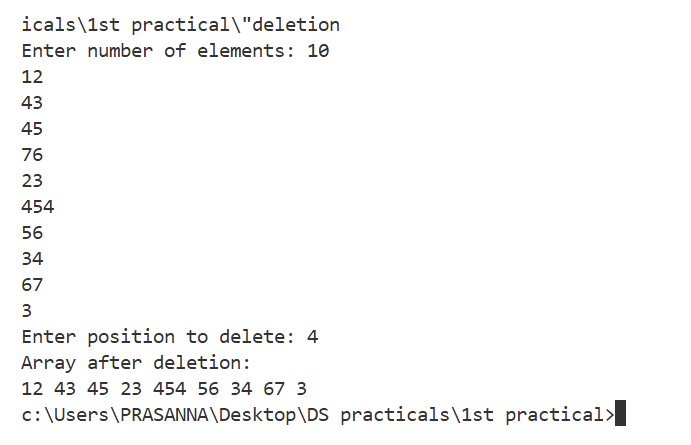 icals\1st practical\"deletion
Enter number of elements: 10
12
43
45
76
23
454
56
34
67
3
Enter position to delete: 4
Array after deletion:
12 43 45 23 454 56 34 67 3
c:\Users\PRASANNA\Desktop\DS practicals\1st practical>